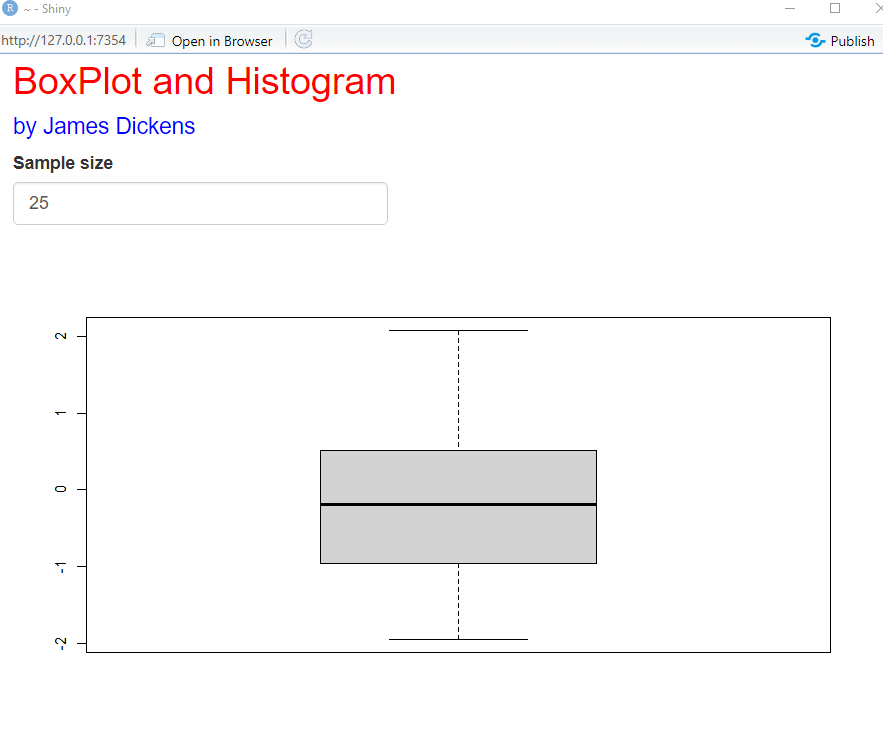 R ~ - Shiny
http://127.0.0.1:7354 Open in Browser Publish
BoxPlot and Histogram
by James Dickens
Sample size
25
2
1
0
-1
-2